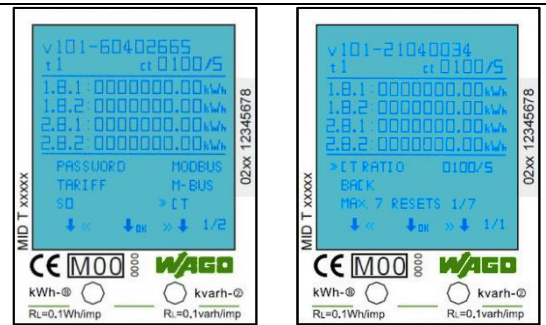 v101-60402665
t1 ct 0100/5
1.8.1:0000000.00kWh
1.8.2:0000000.00kWh
2.8.1:0000000.00kWh
2.8.2:0000000.00kWh
PASSWORD MODBUS
TARIFF M-BUS
S0 » CT
⬇ « ⬇OK » ⬇ 1/2
MID T xxxxx
02xx 12345678
CE M00 0000 WAGO
kWh-® kvarh-②
RL=0.1Wh/imp RL=0.1varh/imp
v101-21040034
t1 ct 0100/5
1.8.1:0000000.00kWh
1.8.2:0000000.00kWh
2.8.1:0000000.00kWh
2.8.2:0000000.00kWh
» CT RATIO 0100/5
BACK
MAX. 7 RESETS 1/7
⬇ « ⬇OK » ⬇ 1/1
MID T xxxxx
02xx 12345678
CE M00 0000 WAGO
kWh-® kvarh-②
RL=0.1Wh/imp RL=0.1varh/imp